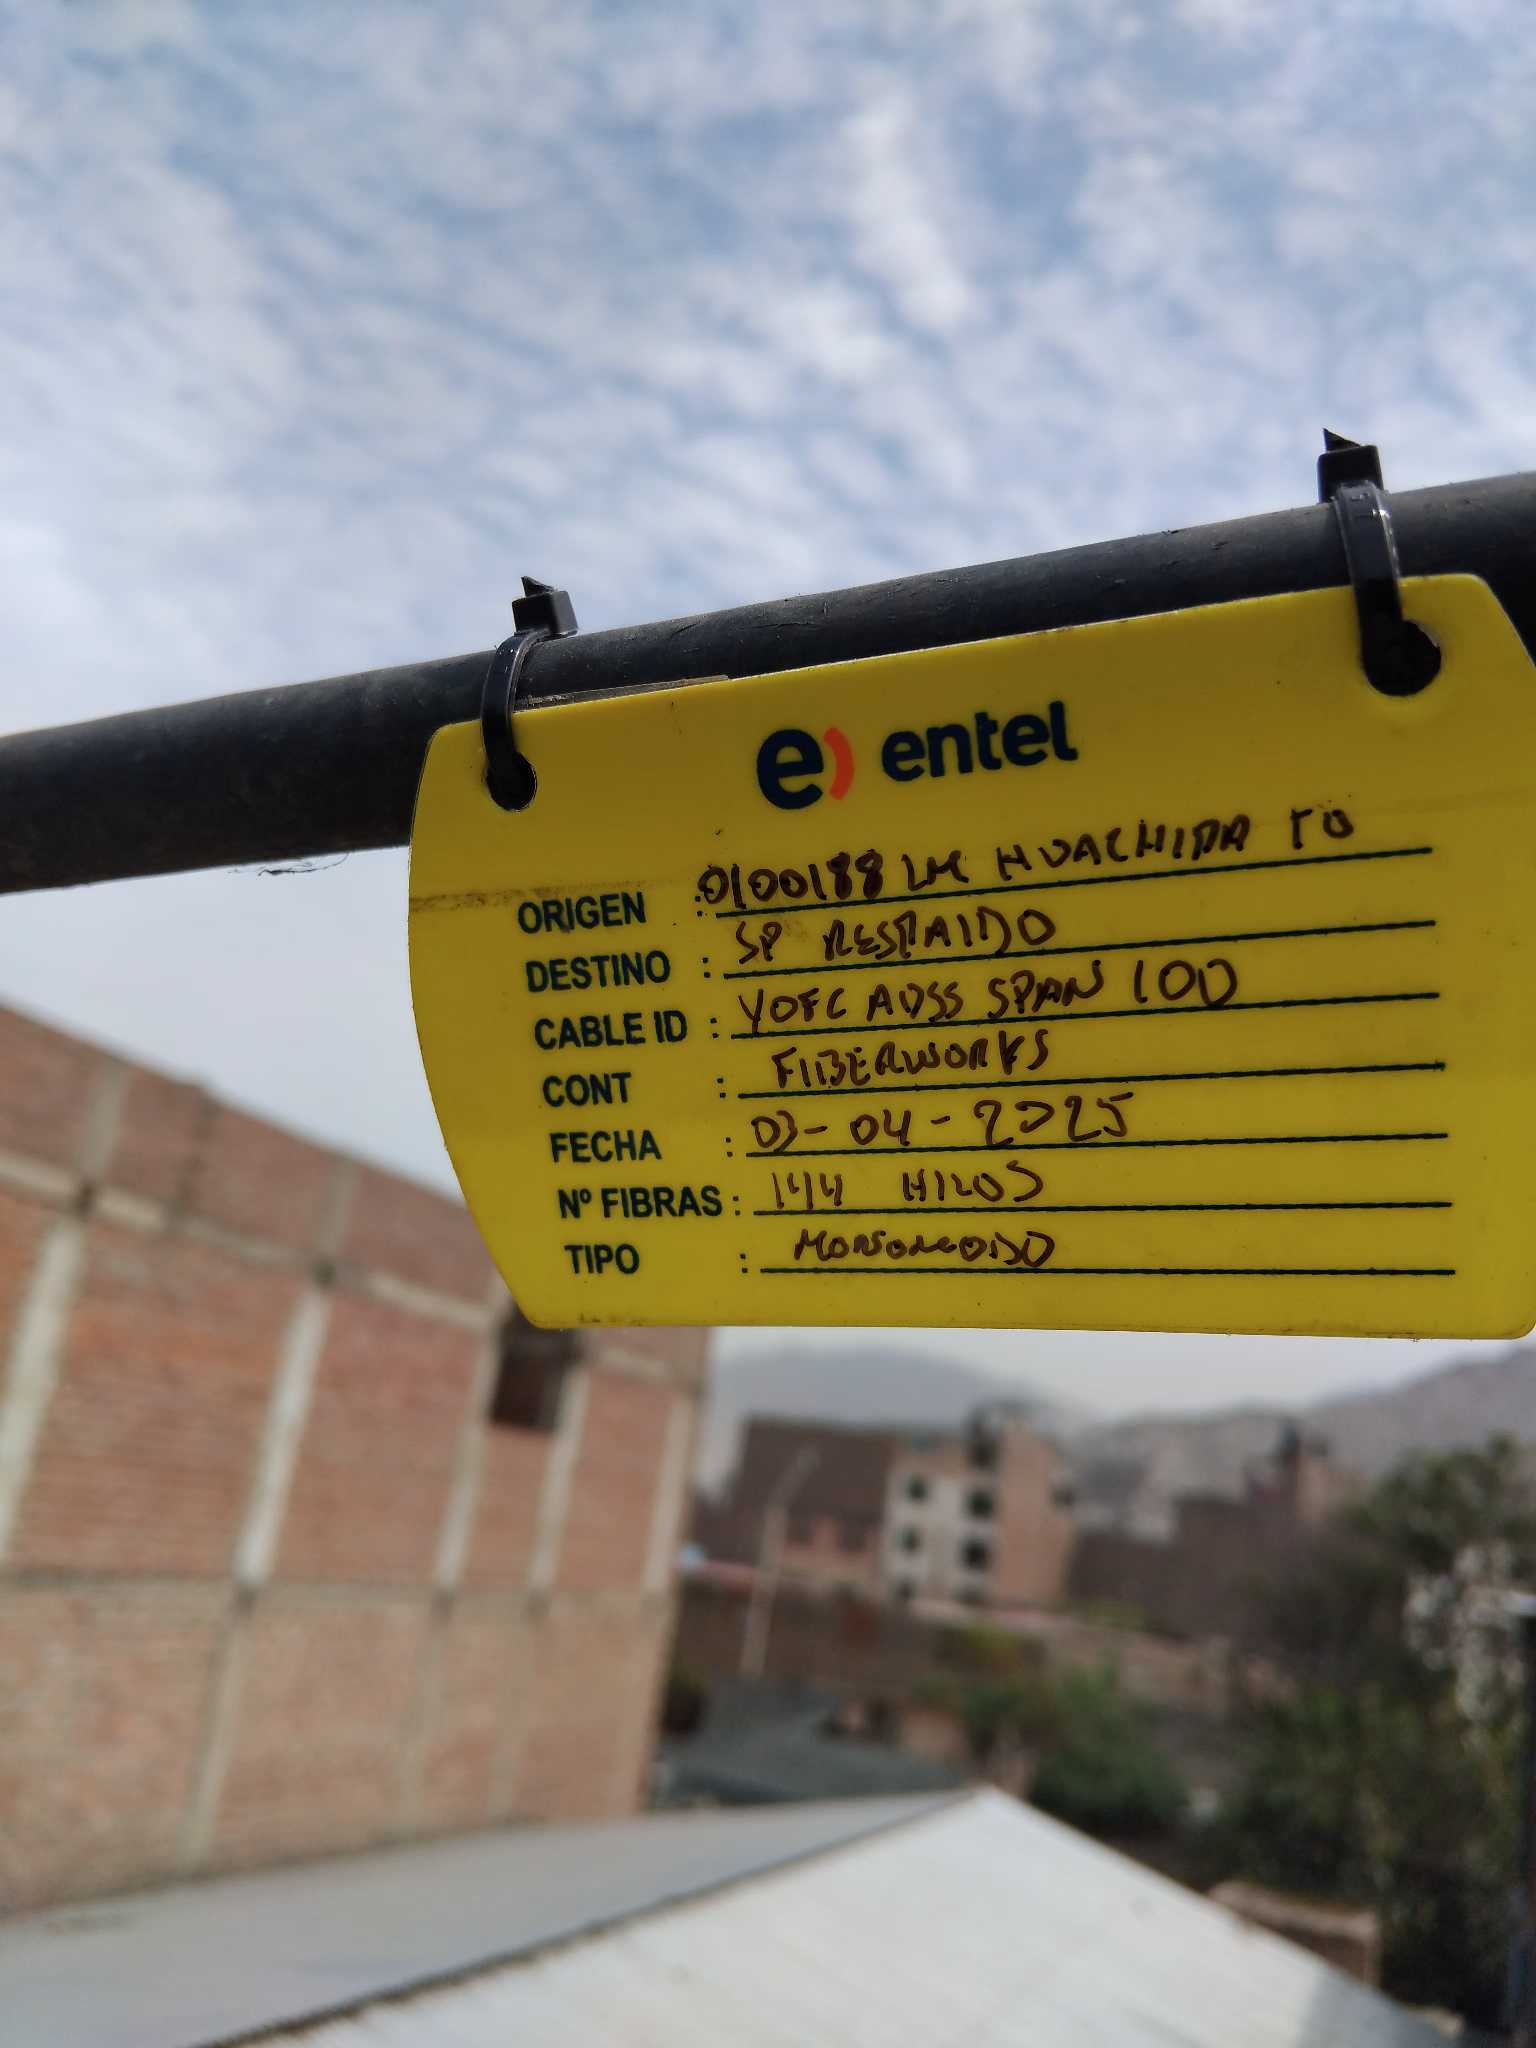 e) entel
ORIGEN : 0100188 LM HUACHIPA TO
DESTINO : SP RESPALDO
CABLE ID : YOFC ADSS SPAN 100
CONT : FIBERWORKS
FECHA : 03-04-2025
Nº FIBRAS : 144 HILOS
TIPO : MONOMODO